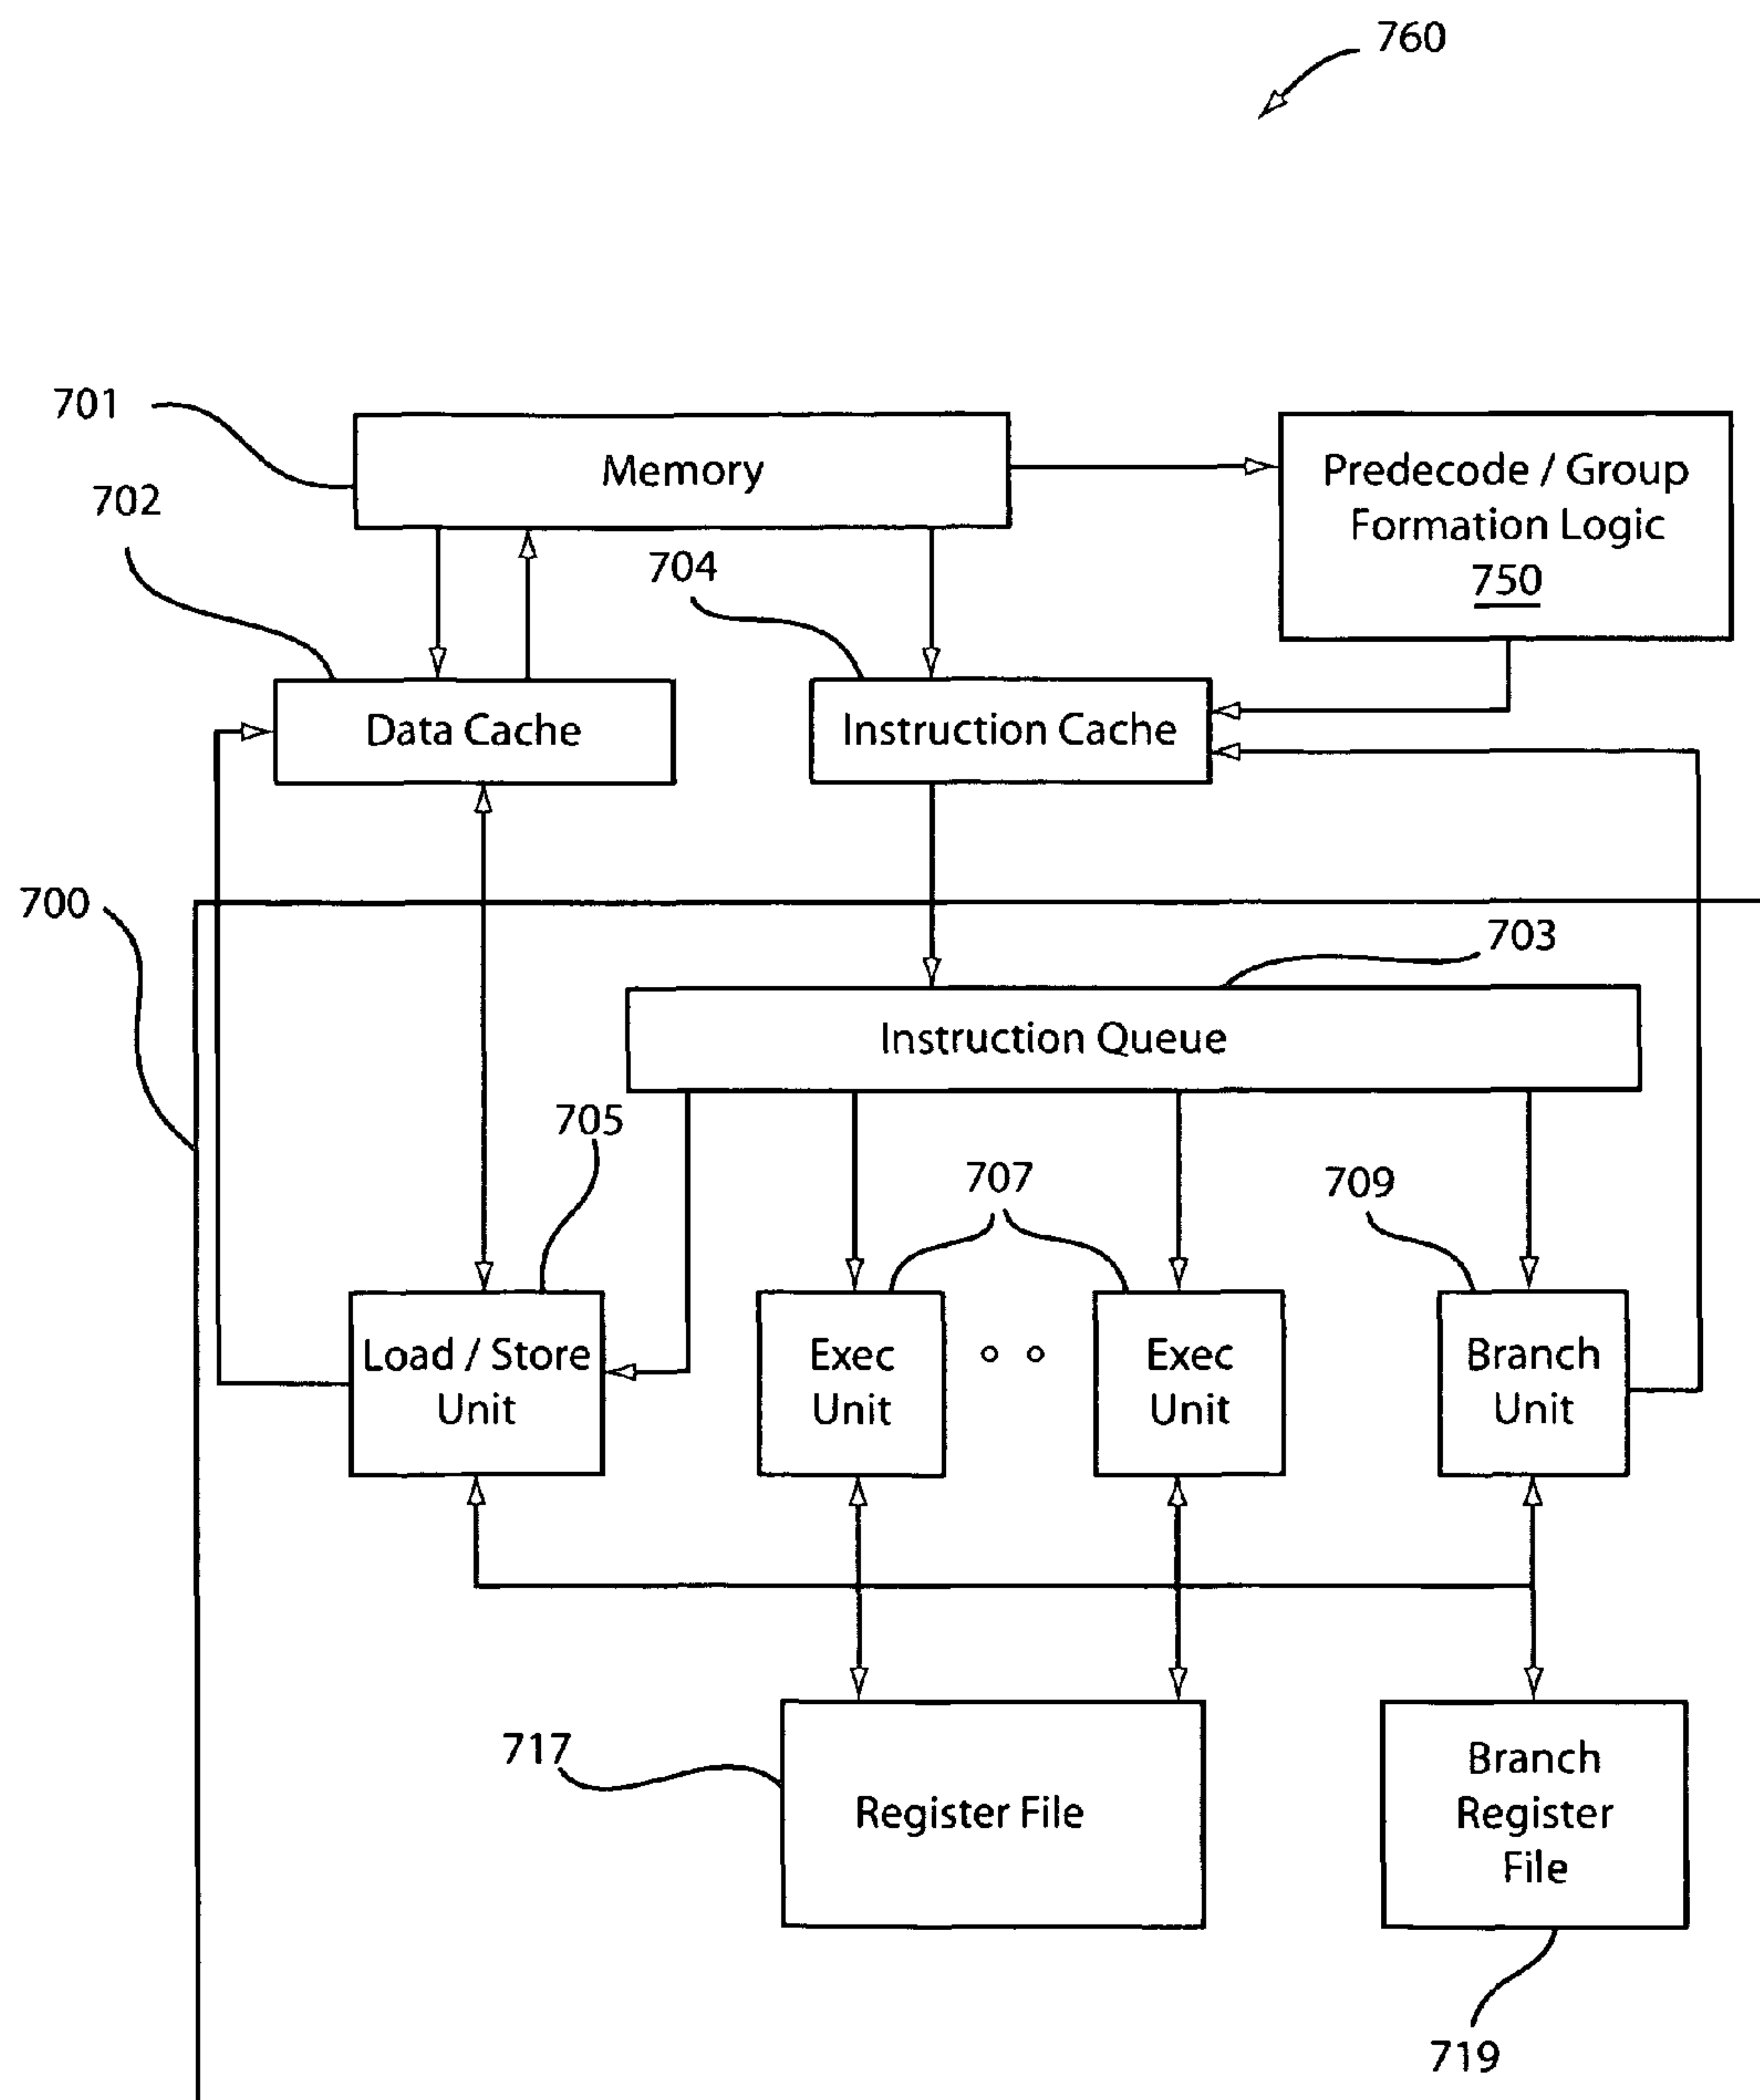 760
701
Memory
Predecode / Group
Formation Logic
750
702
704
Data Cache
Instruction Cache
700
703
Instruction Queue
705
707
709
Load / Store
Unit
Exec
Unit
Exec
Unit
Branch
Unit
717
Register File
Branch
Register
File
719